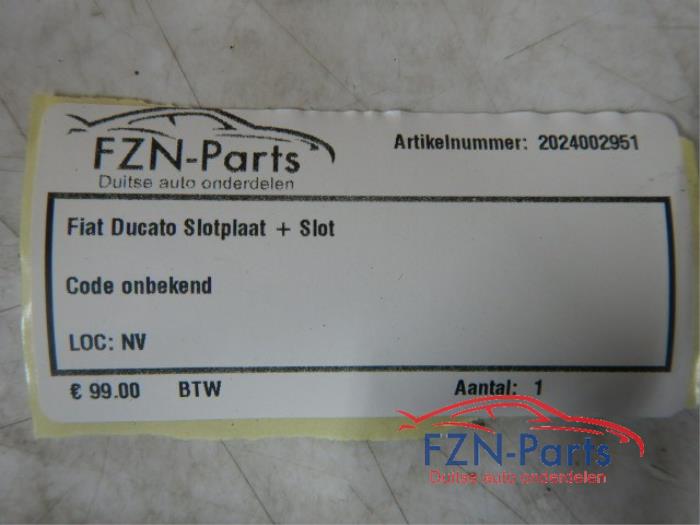 FZN-Parts
Duitse auto onderdelen
Artikelnummer: 2024002951
Fiat Ducato Slotplaat + Slot
Code onbekend
LOC: NV
€ 99.00 BTW Aantal: 1
FZN-Parts
Duitse auto onderdelen